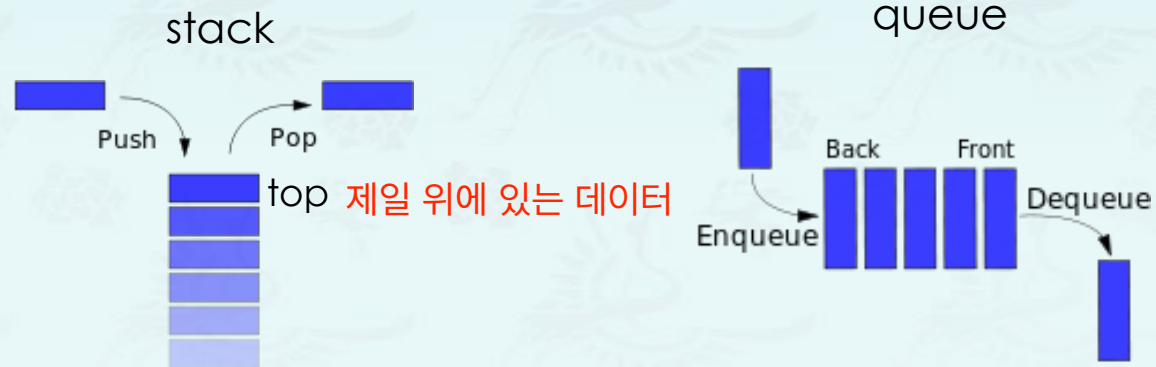 stack
Push
Pop
top 제일 위에 있는 데이터
queue
Back Front
Enqueue
Dequeue